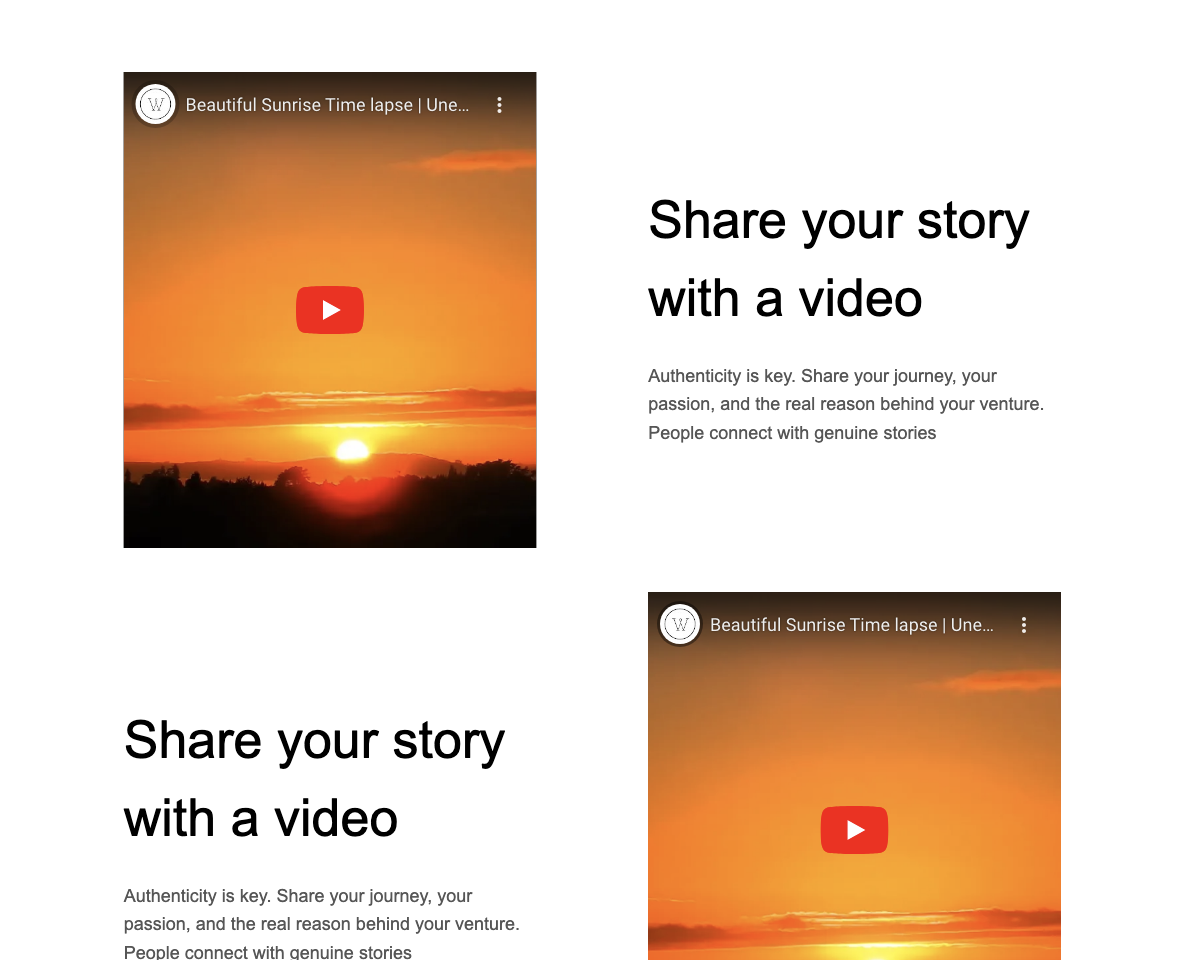 W Beautiful Sunrise Time lapse | Une...
Share your story
with a video
Authenticity is key. Share your journey, your
passion, and the real reason behind your venture.
People connect with genuine stories
W Beautiful Sunrise Time lapse | Une...
Share your story
with a video
Authenticity is key. Share your journey, your
passion, and the real reason behind your venture.
People connect with genuine stories